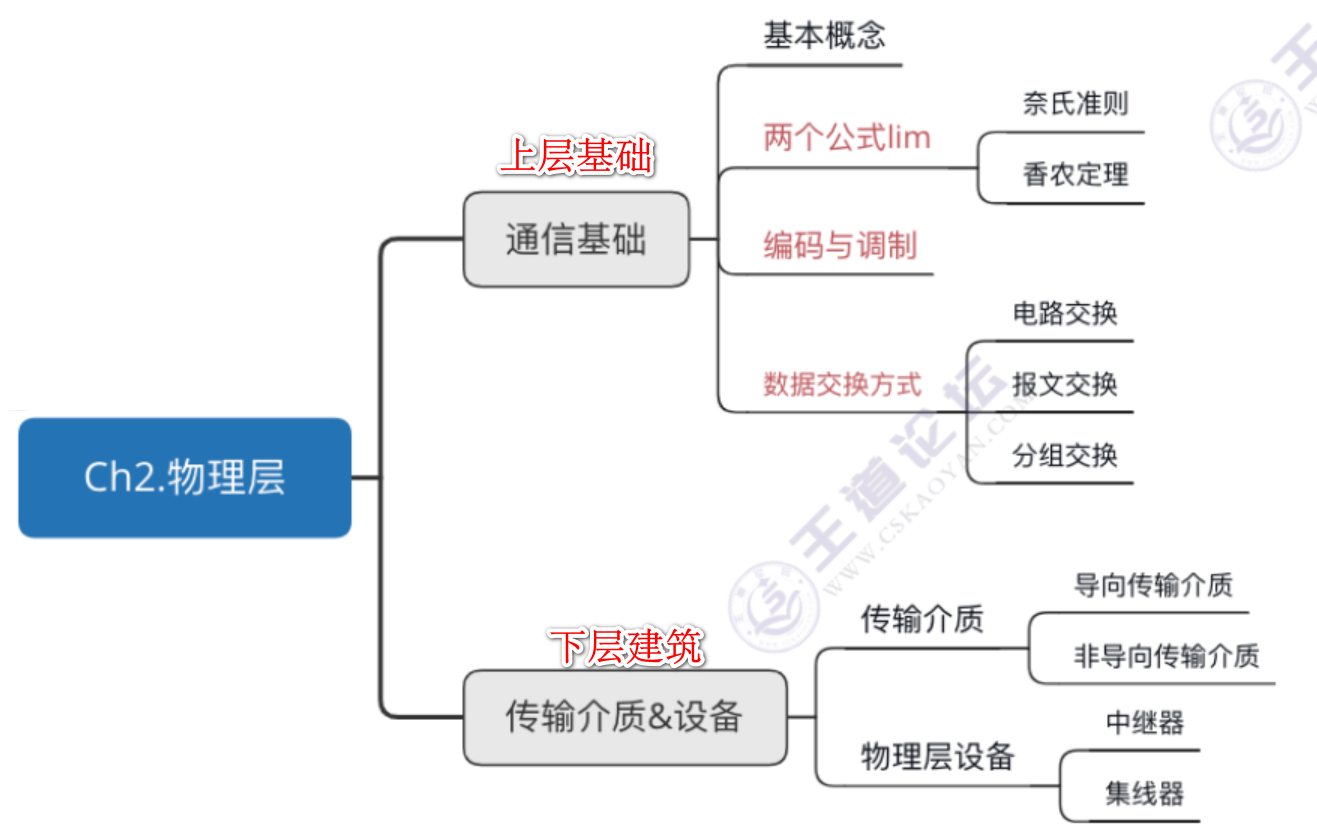 基本概念
奈氏准则
两个公式lim
香农定理
上层基础
通信基础
编码与调制
电路交换
数据交换方式
报文交换
分组交换
Ch2.物理层
王道论坛
WWW.CSKAOYAN.COM
导向传输介质
传输介质
非导向传输介质
下层建筑
传输介质&设备
中继器
物理层设备
集线器
王